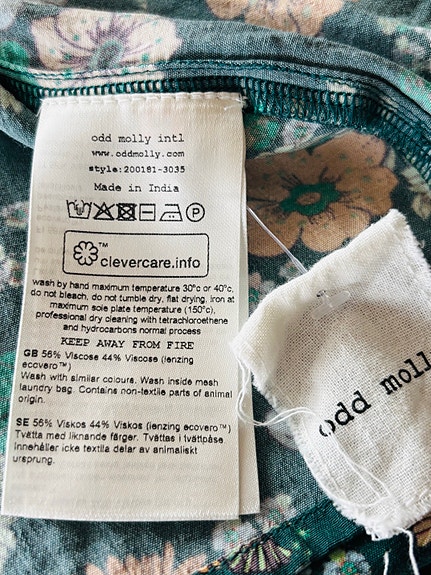 odd molly intl
www.oddmolly.com
style:200181-3035
Made in India
P
™
clevercare.info
wash by hand maximum temperature 30° or 40°c,
do not bleach, do not tumble dry, flat drying, iron at
maximum sole plate temperature (150°c),
professional dry cleaning with tetrachloroethene
and hydrocarbons normal process
KEEP AWAY FROM FIRE
GB 56% Viscose 44% Viscose (lenzing
ecovero™)
Wash with similar colours. Wash inside mesh
laundry bag. Contains non-textile parts of animal
origin.
SE 56% Viskos 44% Viskos (lenzing ecovero™)
Tvätta med liknande färger. Tvättas i tvättpåse
Innehåller icke textila delar av animaliskt
ursprung.
odd moll